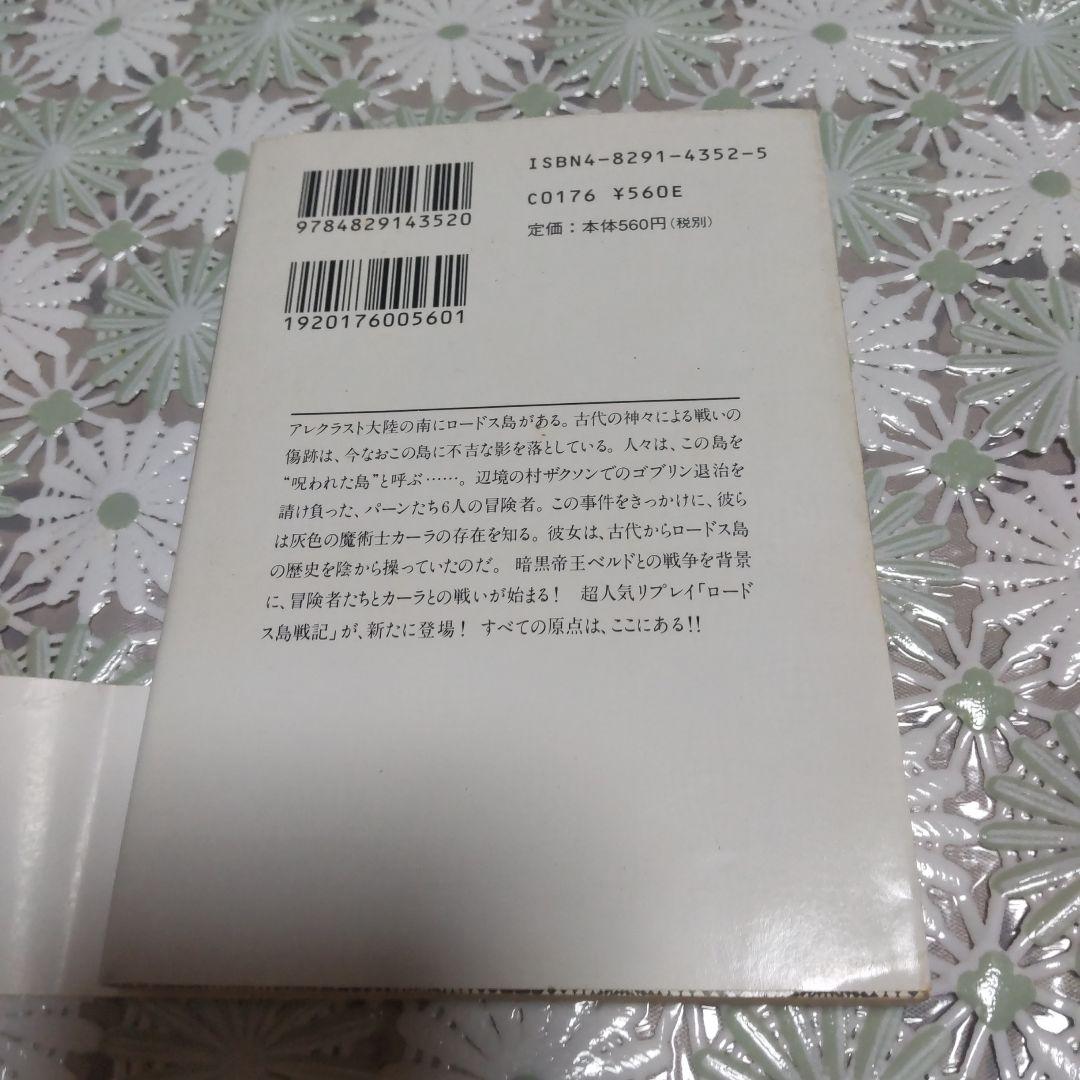 ISBN4-8291-4352-5
C0176 ¥560E
定価：本体560円(税別)
9784829143520
1920176005601
アレクラスト大陸の南にロードス島がある。古代の神々による戦いの
傷跡は、今なおこの島に不吉な影を落としている。人々は、この島を
“呪われた島”と呼ぶ……。辺境の村ザクソンでのゴブリン退治を
請け負った、パーンたち6人の冒険者。この事件をきっかけに、彼ら
は灰色の魔術士カーラの存在を知る。彼女は、古代からロードス島
の歴史を陰から操っていたのだ。暗黒帝王ベルドとの戦争を背景
に、冒険者たちとカーラとの戦いが始まる！　超人気リプレイ「ロード
ス島戦記」が、新たに登場！　すべての原点は、ここにある!!